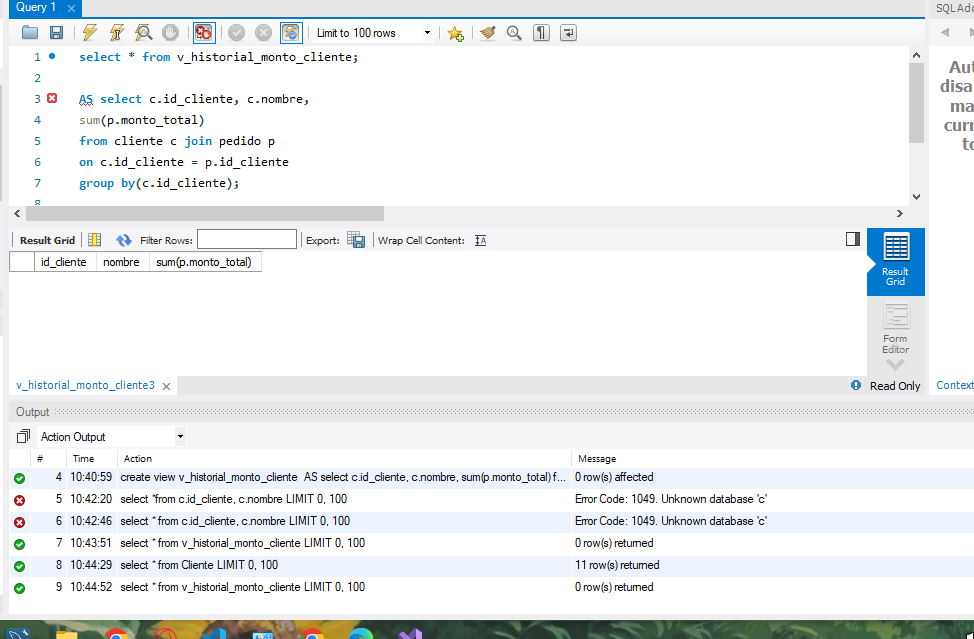 Query 1
SQLAdd
Limit to 100 rows
1 select * from v_historial_monto_cliente;
2
3 AS select c.id_cliente, c.nombre,
4 sum(p.monto_total)
5 from cliente c join pedido p
6 on c.id_cliente = p.id_cliente
7 group by(c.id_cliente);
8
Aut
disa
ma
curr
to
Result Grid Filter Rows: Export: Wrap Cell Content: IA
id_cliente nombre sum(p.monto_total)
Result
Grid
Form
Editor
v_historial_monto_cliente3 Read Only Context
Output
Action Output
# Time Action Message
4 10:40:59 create view v_historial_monto_cliente AS select c.id_cliente, c.nombre, sum(p.monto_total) f... 0 row(s) affected
5 10:42:20 select *from c.id_cliente, c.nombre LIMIT 0, 100 Error Code: 1049. Unknown database 'c'
6 10:42:46 select * from c.id_cliente, c.nombre LIMIT 0, 100 Error Code: 1049. Unknown database 'c'
7 10:43:51 select * from v_historial_monto_cliente LIMIT 0, 100 0 row(s) returned
8 10:44:29 select * from Cliente LIMIT 0, 100 11 row(s) returned
9 10:44:52 select * from v_historial_monto_cliente LIMIT 0, 100 0 row(s) returned